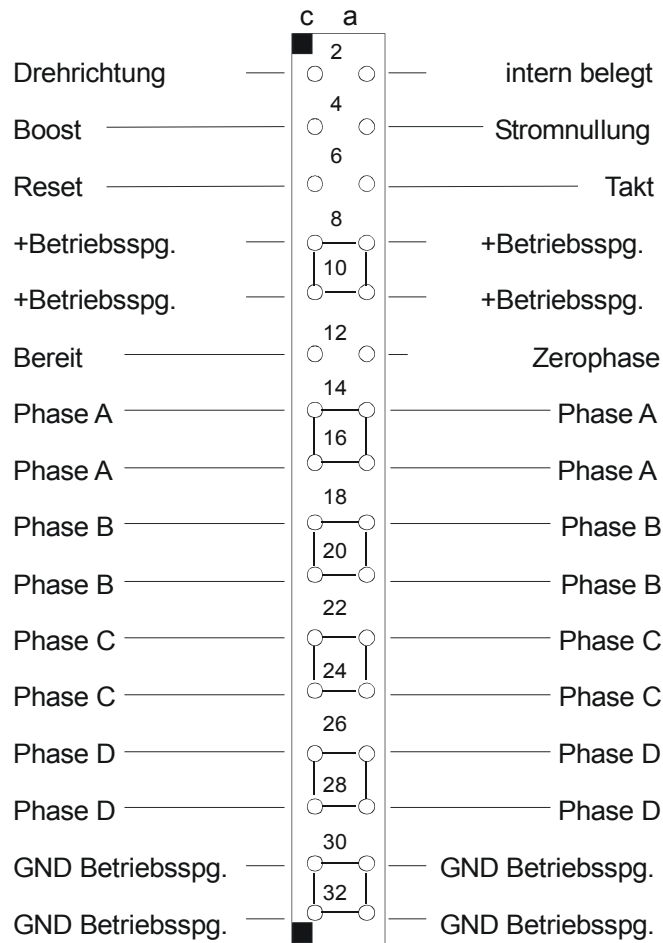 c a
2
Drehrichtung intern belegt
4
Boost Stromnullung
6
Reset Takt
8
+Betriebsspg. +Betriebsspg.
10
+Betriebsspg. +Betriebsspg.
12
Bereit Zerophase
14
Phase A Phase A
16
Phase A Phase A
18
Phase B Phase B
20
Phase B Phase B
22
Phase C Phase C
24
Phase C Phase C
26
Phase D Phase D
28
Phase D Phase D
30
GND Betriebsspg. GND Betriebsspg.
32
GND Betriebsspg. GND Betriebsspg.